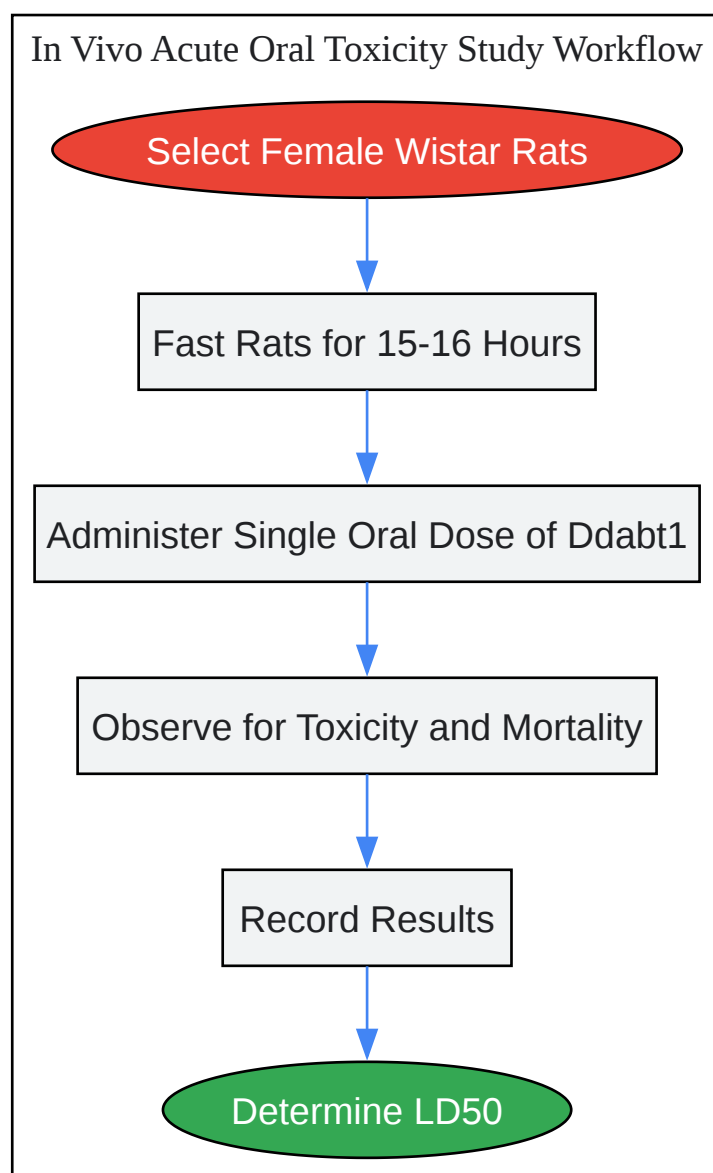 In Vivo Acute Oral Toxicity Study Workflow
Select Female Wistar Rats
Fast Rats for 15-16 Hours
Administer Single Oral Dose of Ddabt1
Observe for Toxicity and Mortality
Record Results
Determine LD50